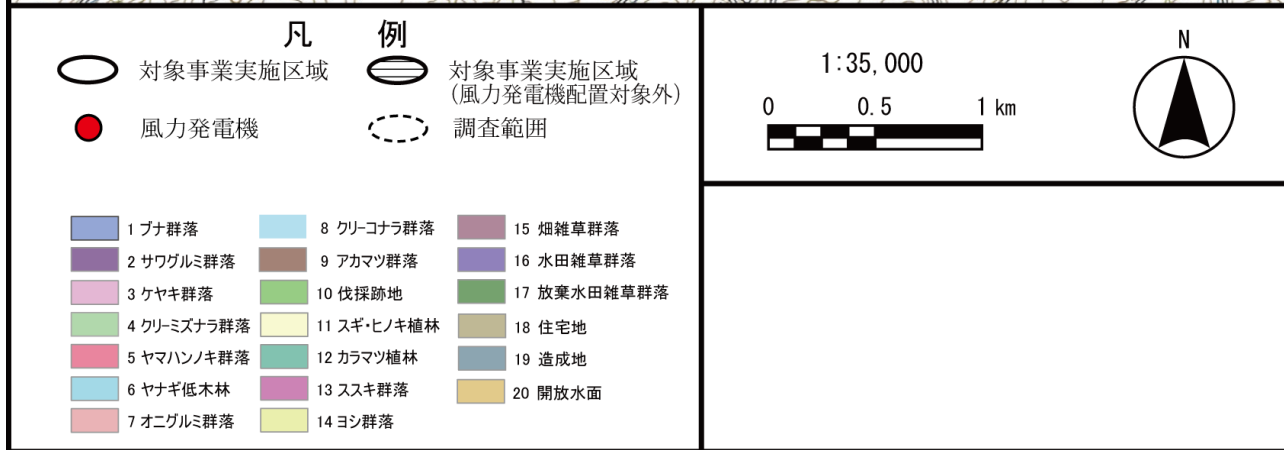 凡 例
対象事業実施区域
対象事業実施区域
(風力発電機配置対象外)
風力発電機
調査範囲
1 ブナ群落
2 サワグルミ群落
3 ケヤキ群落
4 クリーミズナラ群落
5 ヤマハンノキ群落
6 ヤナギ低木林
7 オニグルミ群落
8 クリーコナラ群落
9 アカマツ群落
10 伐採跡地
11 スギ・ヒノキ植林
12 カラマツ植林
13 ススキ群落
14 ヨシ群落
15 畑雑草群落
16 水田雑草群落
17 放棄水田雑草群落
18 住宅地
19 造成地
20 開放水面
1:35,000
0 0.5 1 km
N